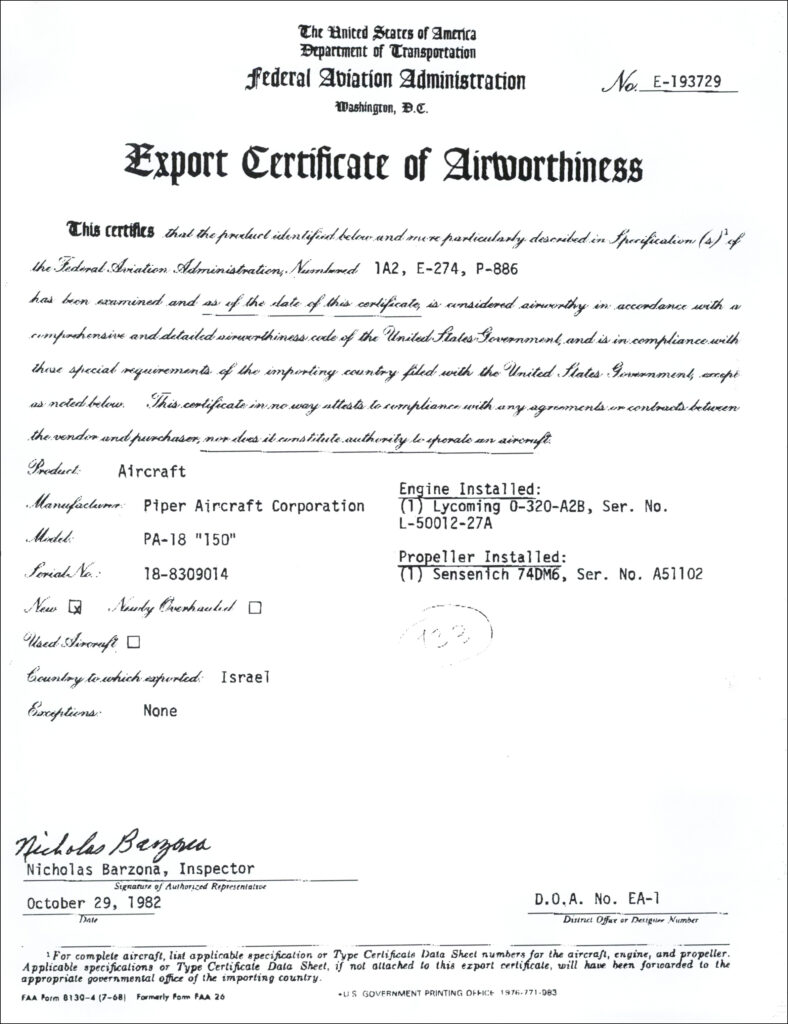 The United States of America
Department of Transportation
Federal Aviation Administration
Washington, D.C.
No. E-193729
Export Certificate of Airworthiness
This certifies that the product identified below and more particularly described in Specification (s)¹ of
the Federal Aviation Administration, Numbered 1A2, E-274, P-886
has been examined and as of the date of this certificate, is considered airworthy in accordance with a
comprehensive and detailed airworthiness code of the United States Government, and is in compliance with
those special requirements of the importing country filed with the United States Government, except
as noted below. This certificate in no way attests to compliance with any agreements or contracts between
the vendor and purchaser, nor does it constitute authority to operate an aircraft.
Product: Aircraft
Manufacturer: Piper Aircraft Corporation
Model: PA-18 "150"
Serial No.: 18-8309014
New ☒ Newly Overhauled ☐
Used Aircraft ☐
Country to which exported: Israel
Exceptions: None
Engine Installed:
(1) Lycoming O-320-A2B, Ser. No.
L-50012-27A
Propeller Installed:
(1) Sensenich 74DM6, Ser. No. A51102
133
Nicholas Barzona
Nicholas Barzona, Inspector
Signature of Authorized Representative
October 29, 1982
Date
D.O.A. No. EA-1
District Office or Designee Number
¹ For complete aircraft, list applicable specification or Type Certificate Data Sheet numbers for the aircraft, engine, and propeller.
Applicable specifications or Type Certificate Data Sheet, if not attached to this export certificate, will have been forwarded to the
appropriate governmental office of the importing country.
FAA Form 8130-4 (7-68) Formerly Form FAA 26
*U.S. GOVERNMENT PRINTING OFFICE 1976-771-083